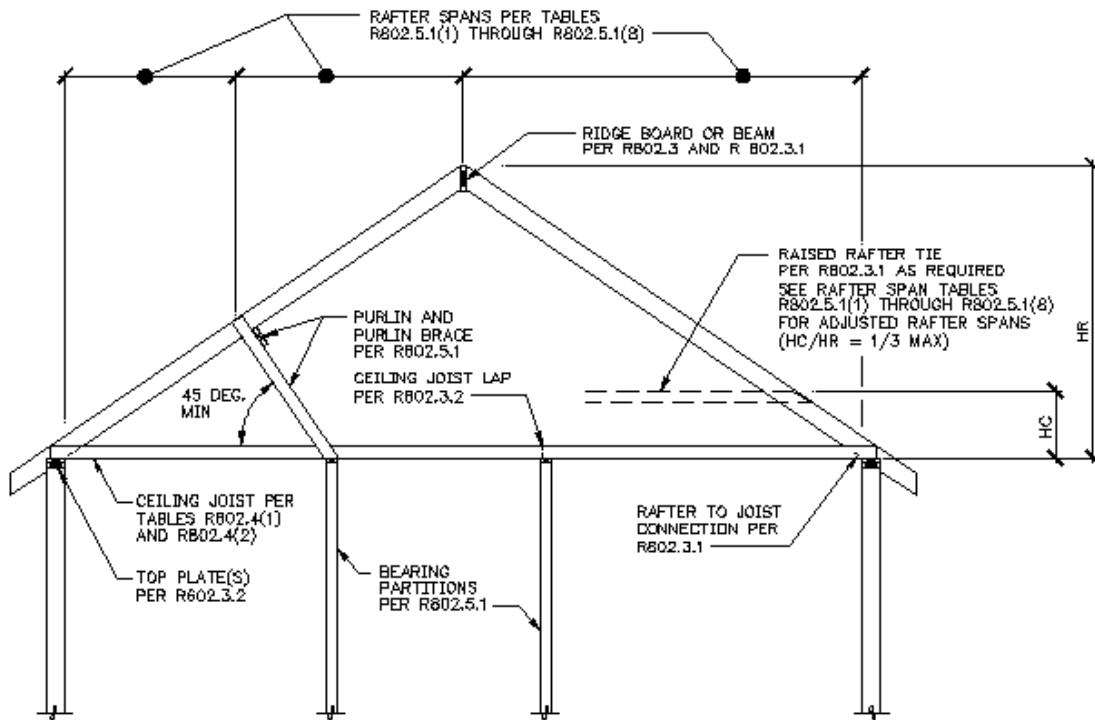 RAFTER SPANS PER TABLES
R802.5.1(1) THROUGH R802.5.1(8)
RIDGE BOARD OR BEAM
PER R802.3 AND R 802.3.1
RAISED RAFTER TIE
PER R802.3.1 AS REQUIRED
SEE RAFTER SPAN TABLES
R802.5.1(1) THROUGH R802.5.1(8)
FOR ADJUSTED RAFTER SPANS
(HC/HR = 1/3 MAX)
HR
PURLIN AND
PURLIN BRACE
PER R802.5.1
CEILING JOIST LAP
PER R802.3.2
45 DEG.
MIN
HC
CEILING JOIST PER
TABLES R802.4(1)
AND R802.4(2)
TOP PLATE(S)
PER R602.3.2
BEARING
PARTITIONS
PER R802.5.1
RAFTER TO JOIST
CONNECTION PER
R802.3.1